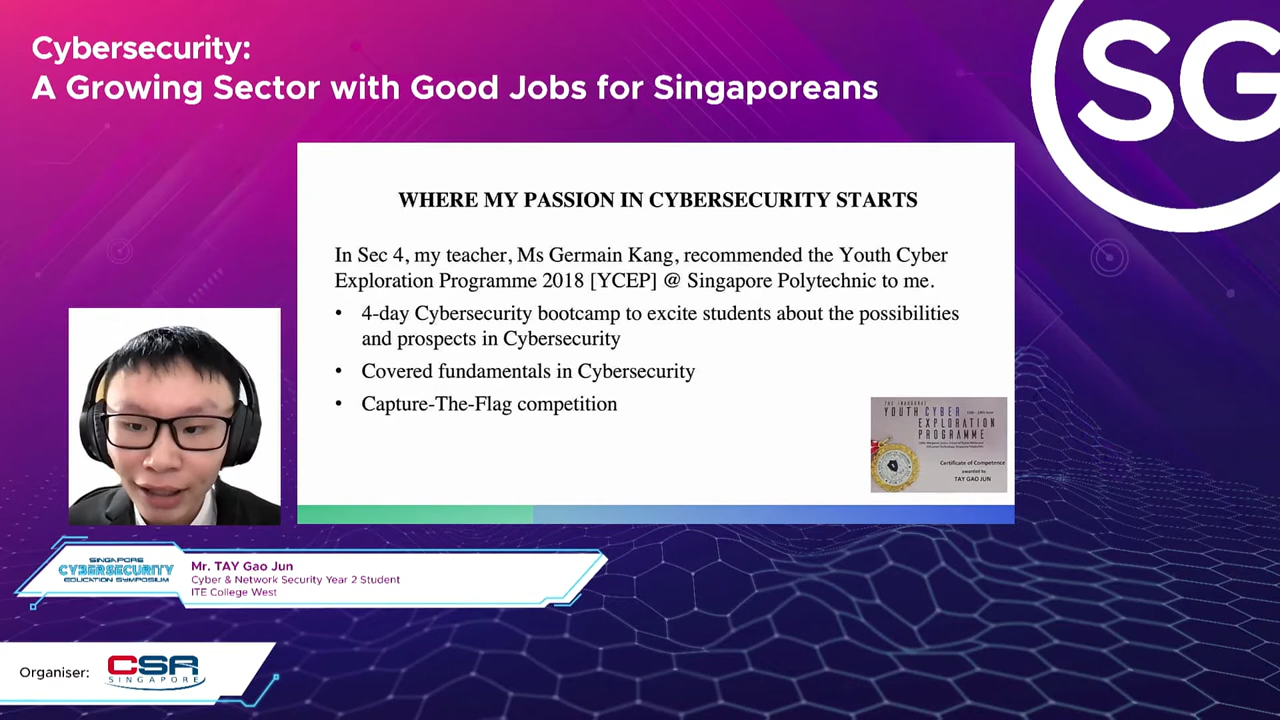 Cybersecurity:
A Growing Sector with Good Jobs for Singaporeans
SG
WHERE MY PASSION IN CYBERSECURITY STARTS
In Sec 4, my teacher, Ms Germain Kang, recommended the Youth Cyber
Exploration Programme 2018 [YCEP] @ Singapore Polytechnic to me.
• 4-day Cybersecurity bootcamp to excite students about the possibilities
and prospects in Cybersecurity
• Covered fundamentals in Cybersecurity
• Capture-The-Flag competition
THE INAUGURAL
YOUTH CYBER
EXPLORATION
PROGRAMME
Certificate of Competence
awarded to
TAY GAO JUN
SINGAPORE
CYBERSECURITY
EDUCATION SYMPOSIUM
Mr. TAY Gao Jun
Cyber & Network Security Year 2 Student
ITE College West
Organiser:
CSA
SINGAPORE